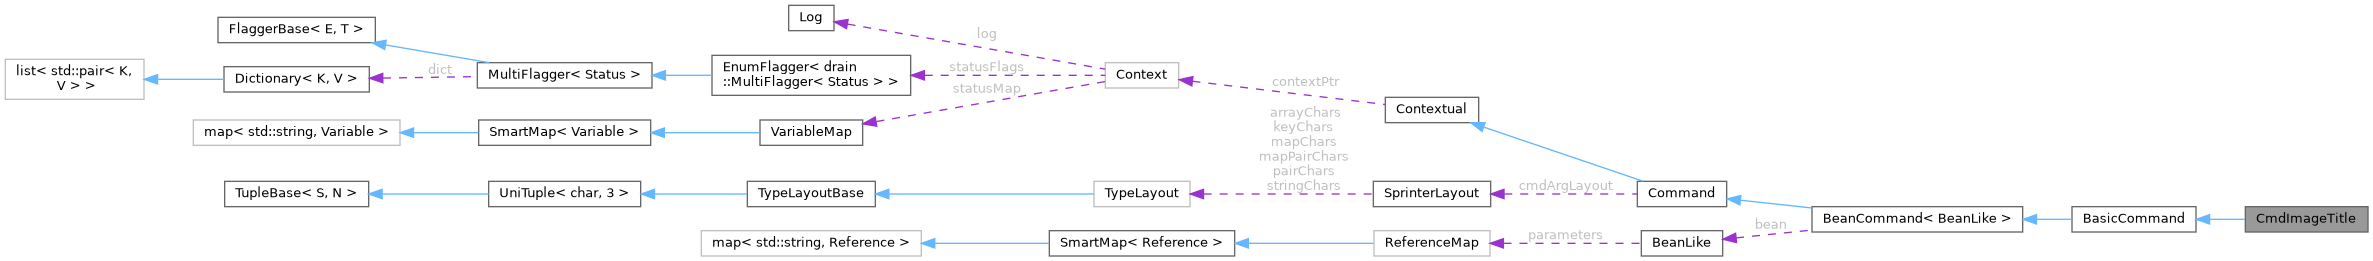 Log
FlaggerBase< E, T >
log
list< std::pair< K,
V > >
Dictionary< K, V >
dict
MultiFlagger< Status >
EnumFlagger< drain
::MultiFlagger< Status > >
statusFlags
Context
statusMap
contextPtr
Contextual
map< std::string, Variable >
SmartMap< Variable >
VariableMap
arrayChars
keyChars
mapChars
mapPairChars
pairChars
stringChars
TupleBase< S, N >
UniTuple< char, 3 >
TypeLayoutBase
TypeLayout
SprinterLayout
cmdArgLayout
Command
BeanCommand< BeanLike >
BasicCommand
CmdImageTitle
bean
map< std::string, Reference >
SmartMap< Reference >
ReferenceMap
parameters
BeanLike